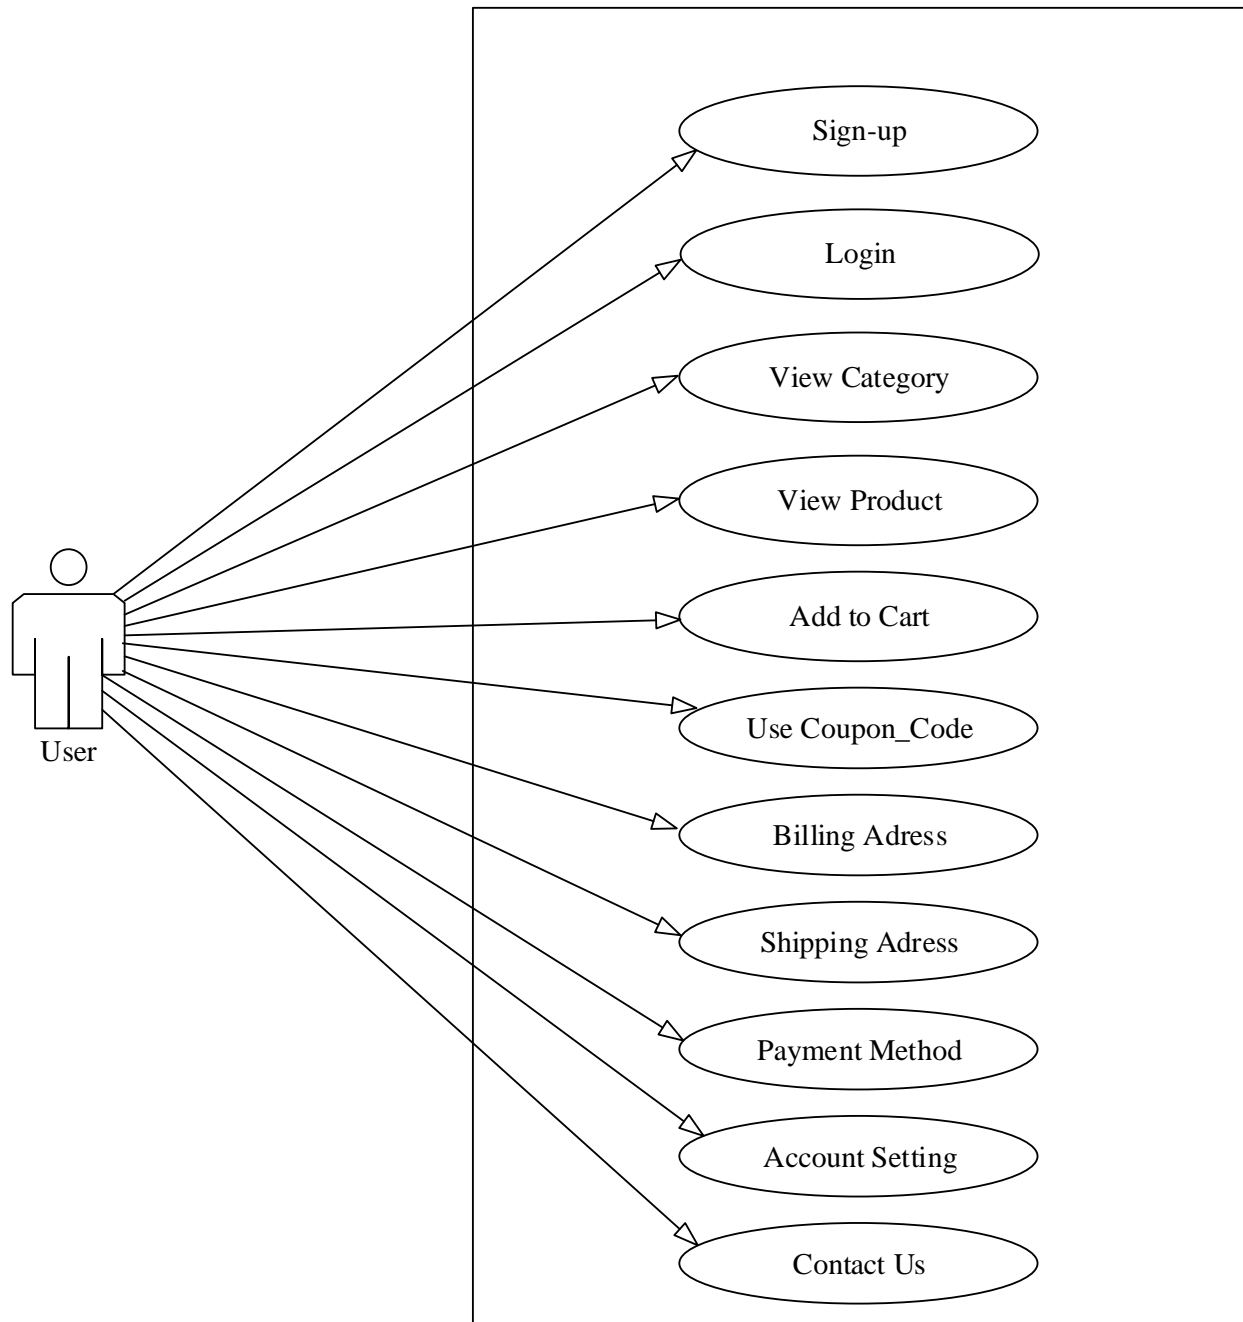 Sign-up
Login
View Category
View Product
Add to Cart
Use Coupon_Code
User
Billing Adress
Shipping Adress
Payment Method
Account Setting
Contact Us